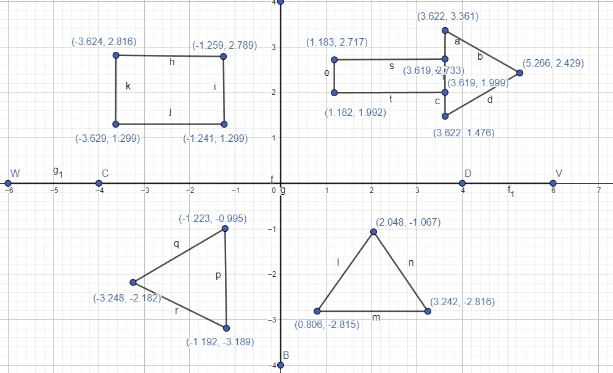 4
(3.622, 3.361)
(-3.624, 2.816)
(-1.259, 2.789)
(1.183, 2.717)
a
b
3
h
s
(5.266, 2.429)
(3.619, 2.733)
k
i
e
(3.619, 1.999)
2
t
c
d
j
(1.182, 1.992)
(3.622, 1.476)
(-3.629, 1.299)
(-1.241, 1.299)
1
W
g₁
C
f
D
V
-6
-5
-4
-3
-2
-1
0
g
1
2
3
4
f₁
6
7
(-1.223, -0.995)
(2.048, -1.067)
-1
q
l
n
p
-2
(-3.248, -2.182)
r
(3.242, -2.816)
m
(0.806, -2.815)
-3
(-1.192, -3.189)
B
-4